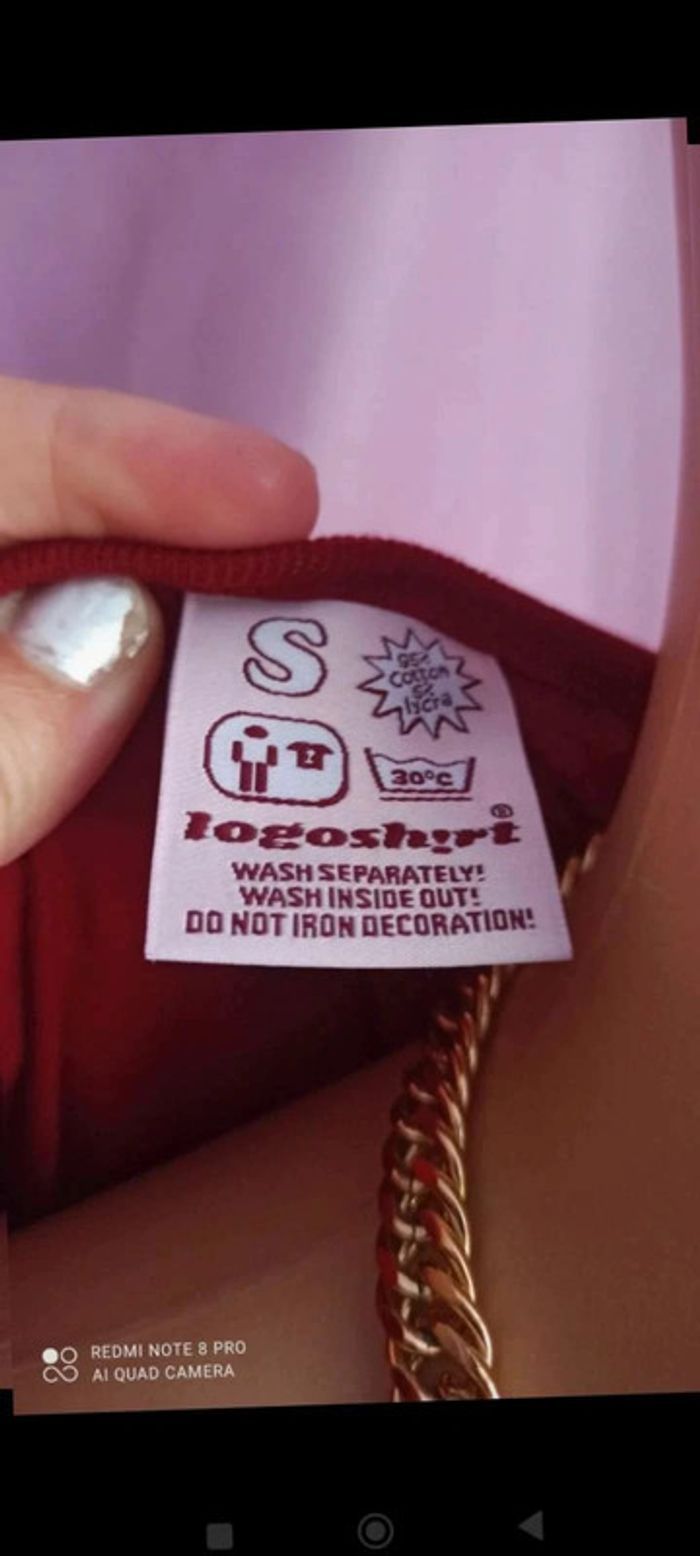 S
95%
Cotton
5%
lycra
30°C
logoshirt®
WASH SEPARATELY!
WASH INSIDE OUT!
DO NOT IRON DECORATION!
REDMI NOTE 8 PRO
AI QUAD CAMERA